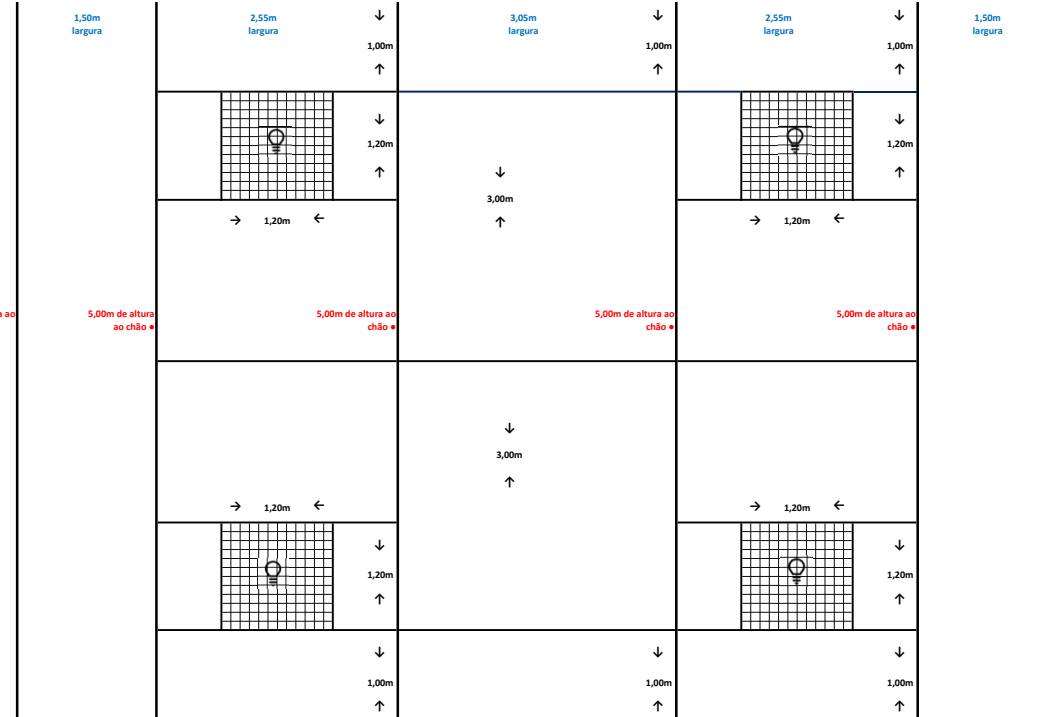 1,50m
largura
2,55m
largura
3,05m
largura
2,55m
largura
1,50m
largura
1,00m
1,00m
1,00m
1,20m
1,20m
3,00m
1,20m
1,20m
a ao
5,00m de altura
ao chão
5,00m de altura ao
chão
5,00m de altura ao
chão
5,00m de altura ao
chão
3,00m
1,20m
1,20m
1,20m
1,20m
1,00m
1,00m
1,00m